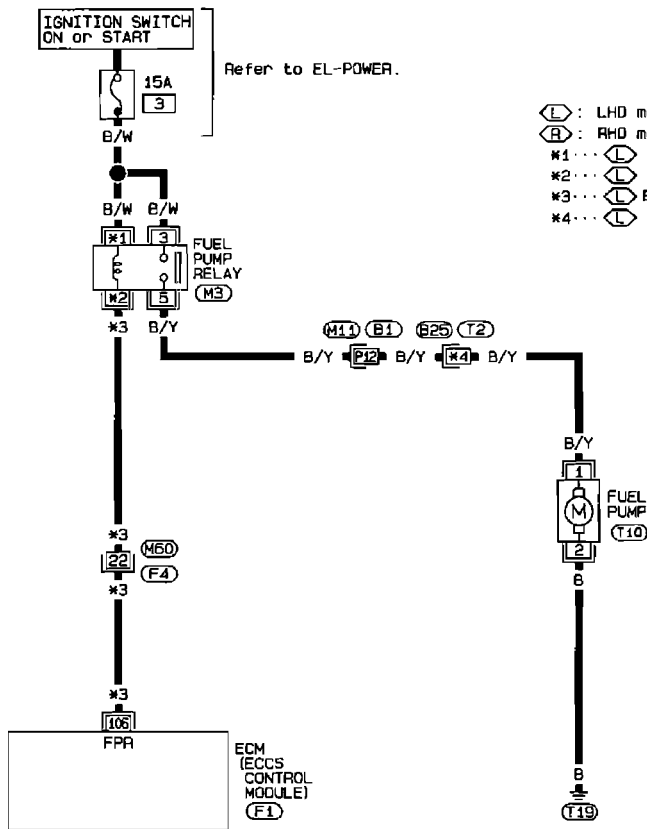 IGNITION SWITCH
ON or START
Refer to EL-POWER.
15A
3
B/W
L : LHD m
R : RHD m
*1··· L
*2··· L
*3··· L
*4··· L
B/W B/W
*1 3
FUEL
PUMP
RELAY
M3
*2 5
*3 B/Y
M11 B1 B25 T2
B/Y P12 B/Y *4 B/Y
B/Y
1
M
FUEL
PUMP
T10
2
B
*3
22
M60
F4
*3
*3
106
FPR
ECM
(ECCS
CONTROL
MODULE)
F1
B
T19